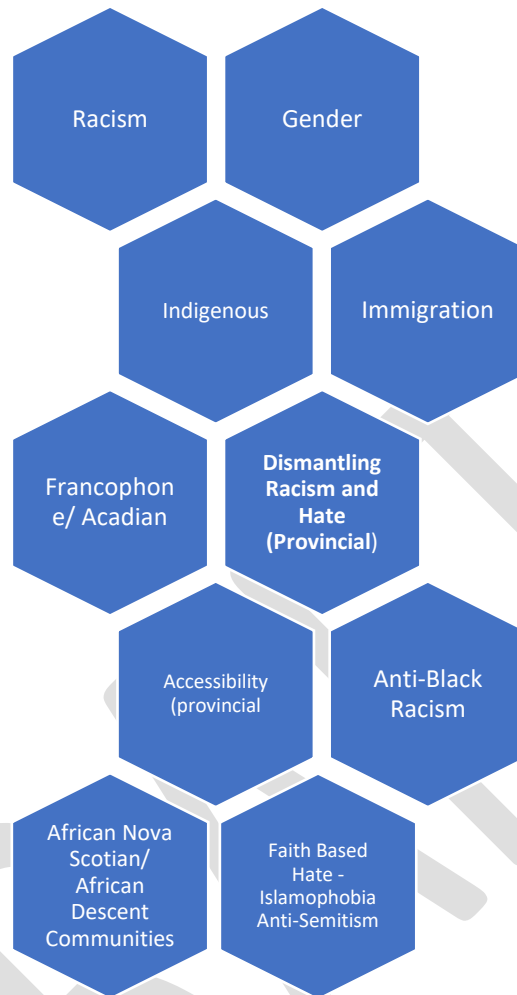 Racism
Gender
Indigenous
Immigration
Francophon
e/ Acadian
Dismantling
Racism and
Hate
(Provincial)
Accessibility
(provincial
Anti-Black
Racism
African Nova
Scotian/
African
Descent
Communities
Faith Based
Hate -
Islamophobia
Anti-Semitism